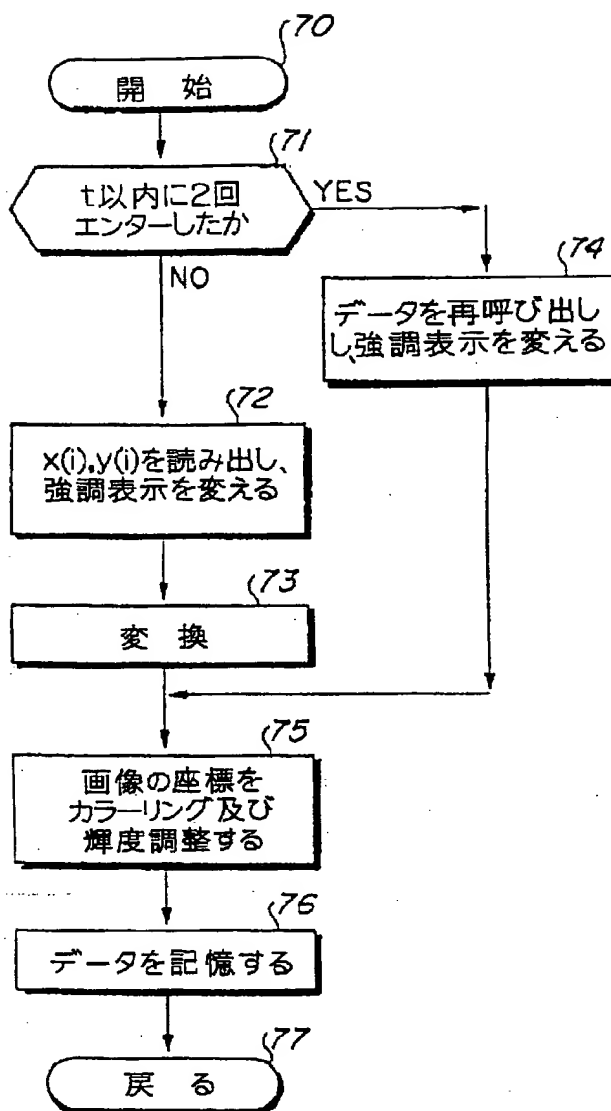 70
開始
71
t以内に2回
エンターしたか
YES
NO
74
データを再呼び出し
し、強調表示を変える
72
x(i),y(i)を読み出し、
強調表示を変える
73
変換
75
画像の座標を
カラーリング及び
輝度調整する
76
データを記憶する
77
戻る